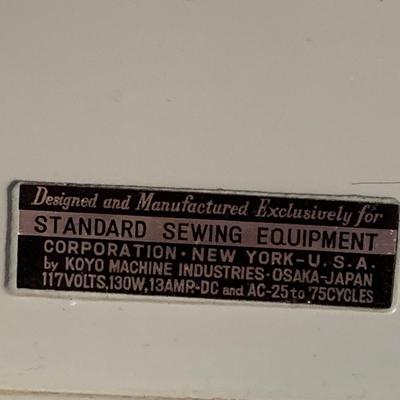 Designed and Manufactured Exclusively for
STANDARD SEWING EQUIPMENT
CORPORATION · NEW YORK-U.S.A.
by KOYO MACHINE INDUSTRIES · OSAKA-JAPAN
117VOLTS,130W,13AMP.-DC and AC-25 to 75CYCLES